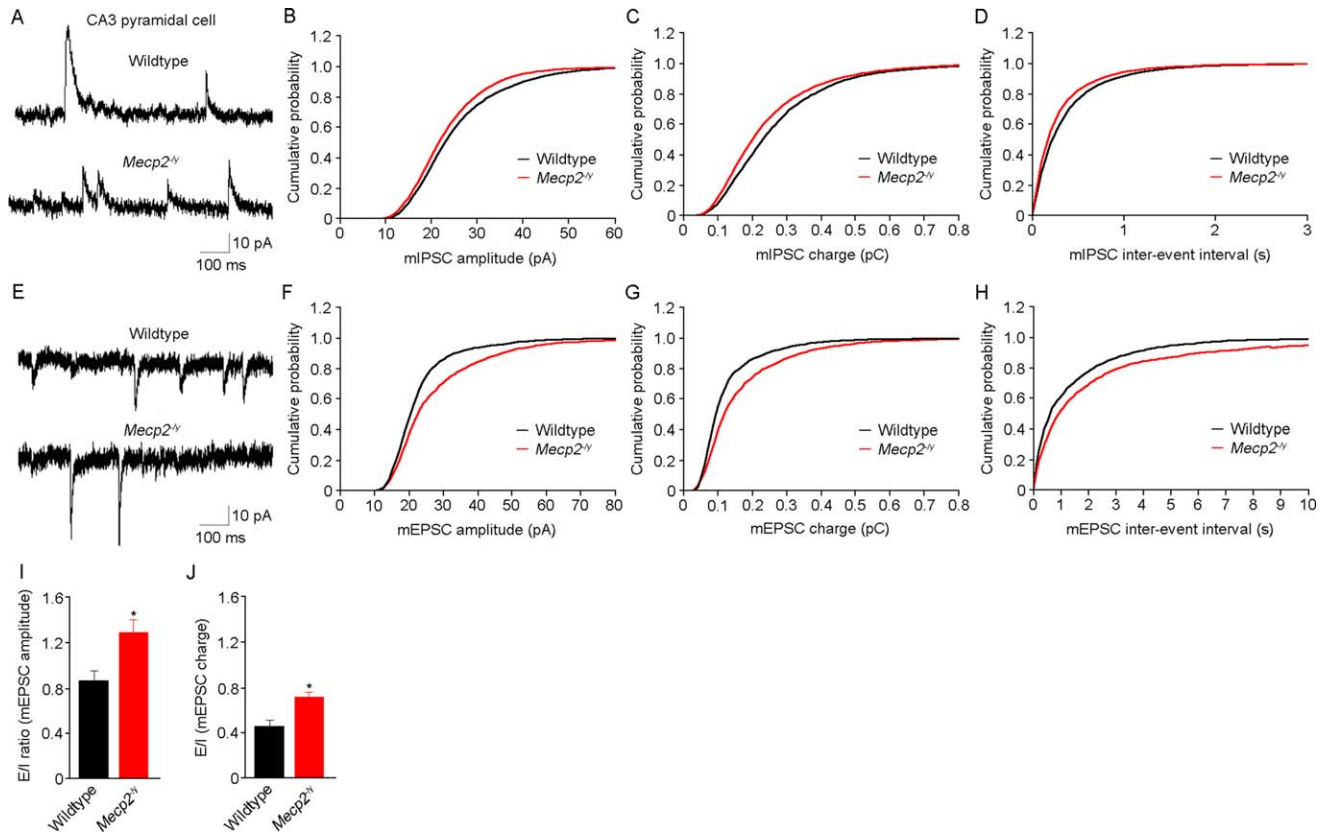 A
CA3 pyramidal cell
Wildtype
Mecp2-/y
10 pA
100 ms
B
Cumulative probability
1.2
1.0
0.8
0.6
0.4
0.2
0
0 10 20 30 40 50 60
mIPSC amplitude (pA)
Wildtype
Mecp2-/y
C
Cumulative probability
1.2
1.0
0.8
0.6
0.4
0.2
0
0.1 0.2 0.3 0.4 0.5 0.6 0.7 0.8
mIPSC charge (pC)
Wildtype
Mecp2-/y
D
Cumulative probability
1.2
1.0
0.8
0.6
0.4
0.2
0
0 1 2 3
mIPSC inter-event interval (s)
Wildtype
Mecp2-/y
E
Wildtype
Mecp2-/y
10 pA
100 ms
F
Cumulative probability
1.2
1.0
0.8
0.6
0.4
0.2
0
0 10 20 30 40 50 60 80
mEPSC amplitude (pA)
Wildtype
Mecp2-/y
G
Cumulative probability
1.2
1.0
0.8
0.6
0.4
0.2
0
0 0.1 0.2 0.3 0.4 0.5 0.6 0.7 0.8
mEPSC charge (pC)
Wildtype
Mecp2-/y
H
Cumulative probability
1.2
1.0
0.8
0.6
0.4
0.2
0
0 1 2 3 4 5 6 7 8 9 10
mEPSC inter-event interval (s)
Wildtype
Mecp2-/y
I
E/I ratio (mEPSC amplitude)
1.6
1.2
0.8
0.4
0
*
Wildtype
Mecp2-/y
J
E/I (mEPSC charge)
1.6
1.2
0.8
0.4
0
*
Wildtype
Mecp2-/y